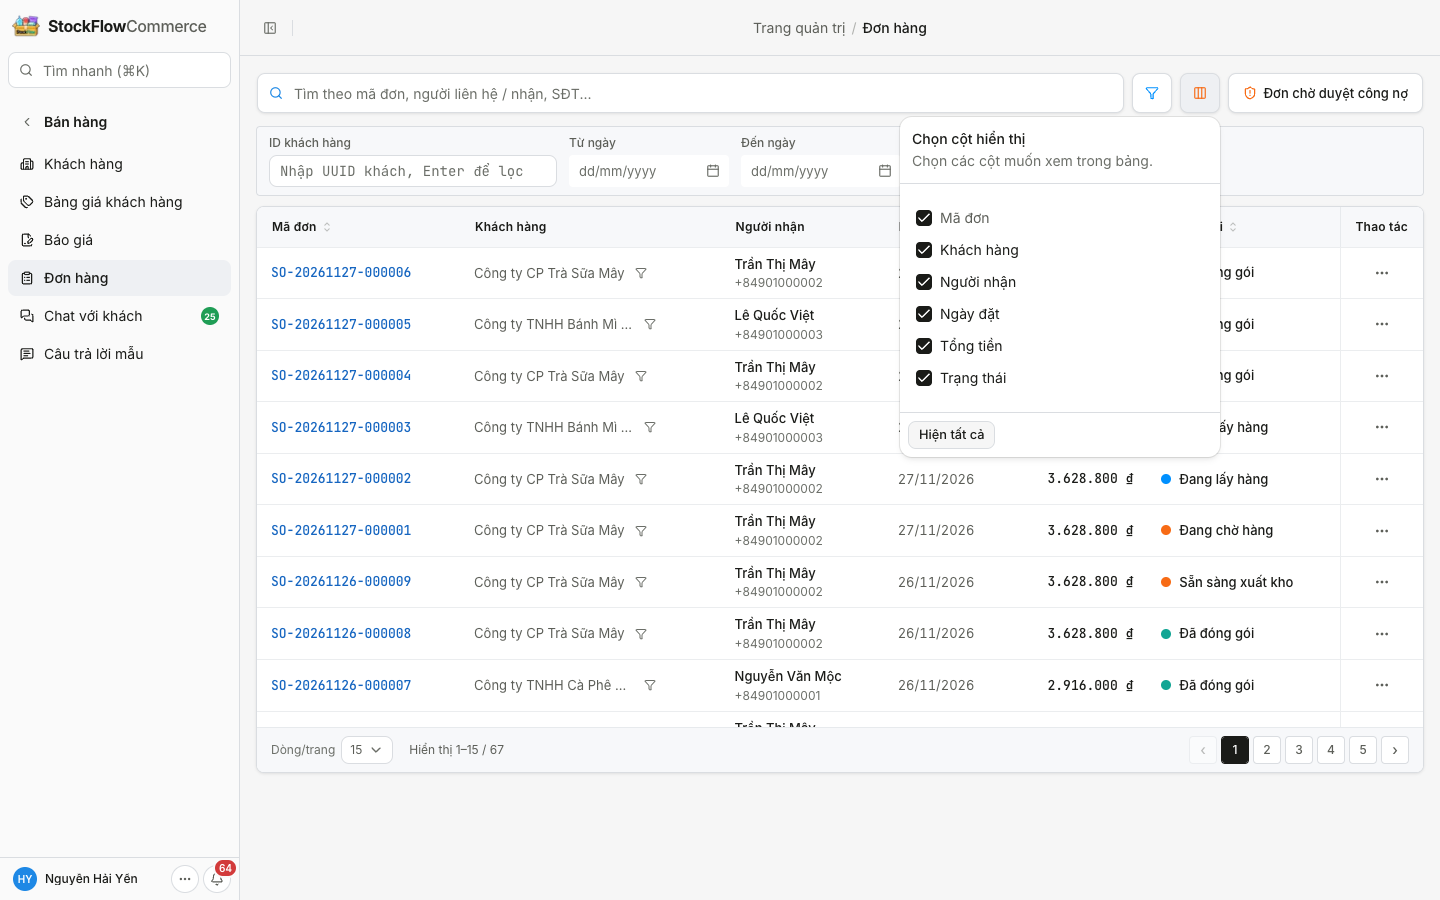 StockFlowCommerce
Tìm nhanh (⌘K)
Bán hàng
Khách hàng
Bảng giá khách hàng
Báo giá
Đơn hàng
Chat với khách
25
Câu trả lời mẫu
HY
Nguyên Hải Yên
64
Trang quản trị / Đơn hàng
Tìm theo mã đơn, người liên hệ / nhận, SĐT...
Đơn chờ duyệt công nợ
ID khách hàng
Từ ngày
Đến ngày
Nhập UUID khách, Enter để lọc
dd/mm/yyyy
dd/mm/yyyy
Chọn cột hiển thị
Chọn các cột muốn xem trong bảng.
Mã đơn
Khách hàng
Người nhận
Ngày đặt
Tổng tiền
Trạng thái
Hiện tất cả
Mã đơn
Khách hàng
Người nhận
Thao tác
SO-20261127-000006
Công ty CP Trà Sữa Mây
Trần Thị Mây
+84901000002
gói
SO-20261127-000005
Công ty TNHH Bánh Mì ...
Lê Quốc Việt
+84901000003
gói
SO-20261127-000004
Công ty CP Trà Sữa Mây
Trần Thị Mây
+84901000002
gói
SO-20261127-000003
Công ty TNHH Bánh Mì ...
Lê Quốc Việt
+84901000003
hàng
SO-20261127-000002
Công ty CP Trà Sữa Mây
Trần Thị Mây
+84901000002
27/11/2026
3.628.800 ₫
Đang lấy hàng
SO-20261127-000001
Công ty CP Trà Sữa Mây
Trần Thị Mây
+84901000002
27/11/2026
3.628.800 ₫
Đang chờ hàng
SO-20261126-000009
Công ty CP Trà Sữa Mây
Trần Thị Mây
+84901000002
26/11/2026
3.628.800 ₫
Sẵn sàng xuất kho
SO-20261126-000008
Công ty CP Trà Sữa Mây
Trần Thị Mây
+84901000002
26/11/2026
3.628.800 ₫
Đã đóng gói
SO-20261126-000007
Công ty TNHH Cà Phê ...
Nguyễn Văn Mộc
+84901000001
26/11/2026
2.916.000 ₫
Đã đóng gói
Trần Thị Mây
Dòng/trang
15
Hiển thị 1–15 / 67
‹ 1 2 3 4 5 ›